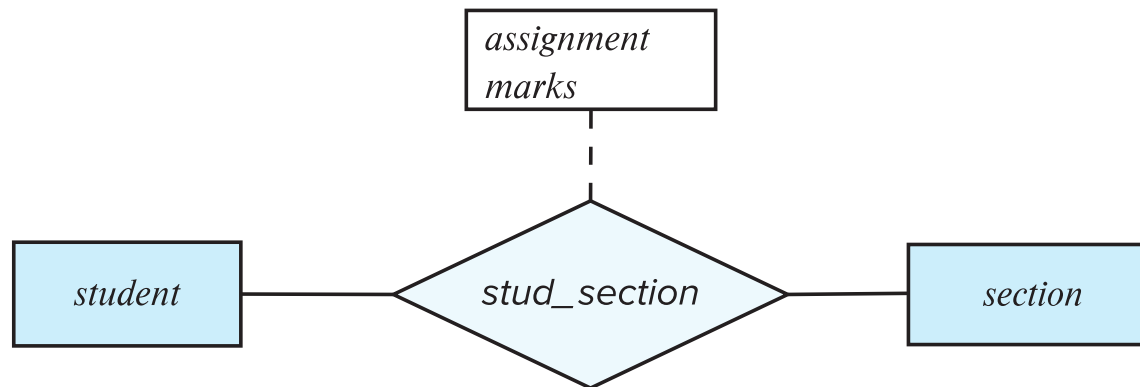 assignment
marks
student
stud_section
section